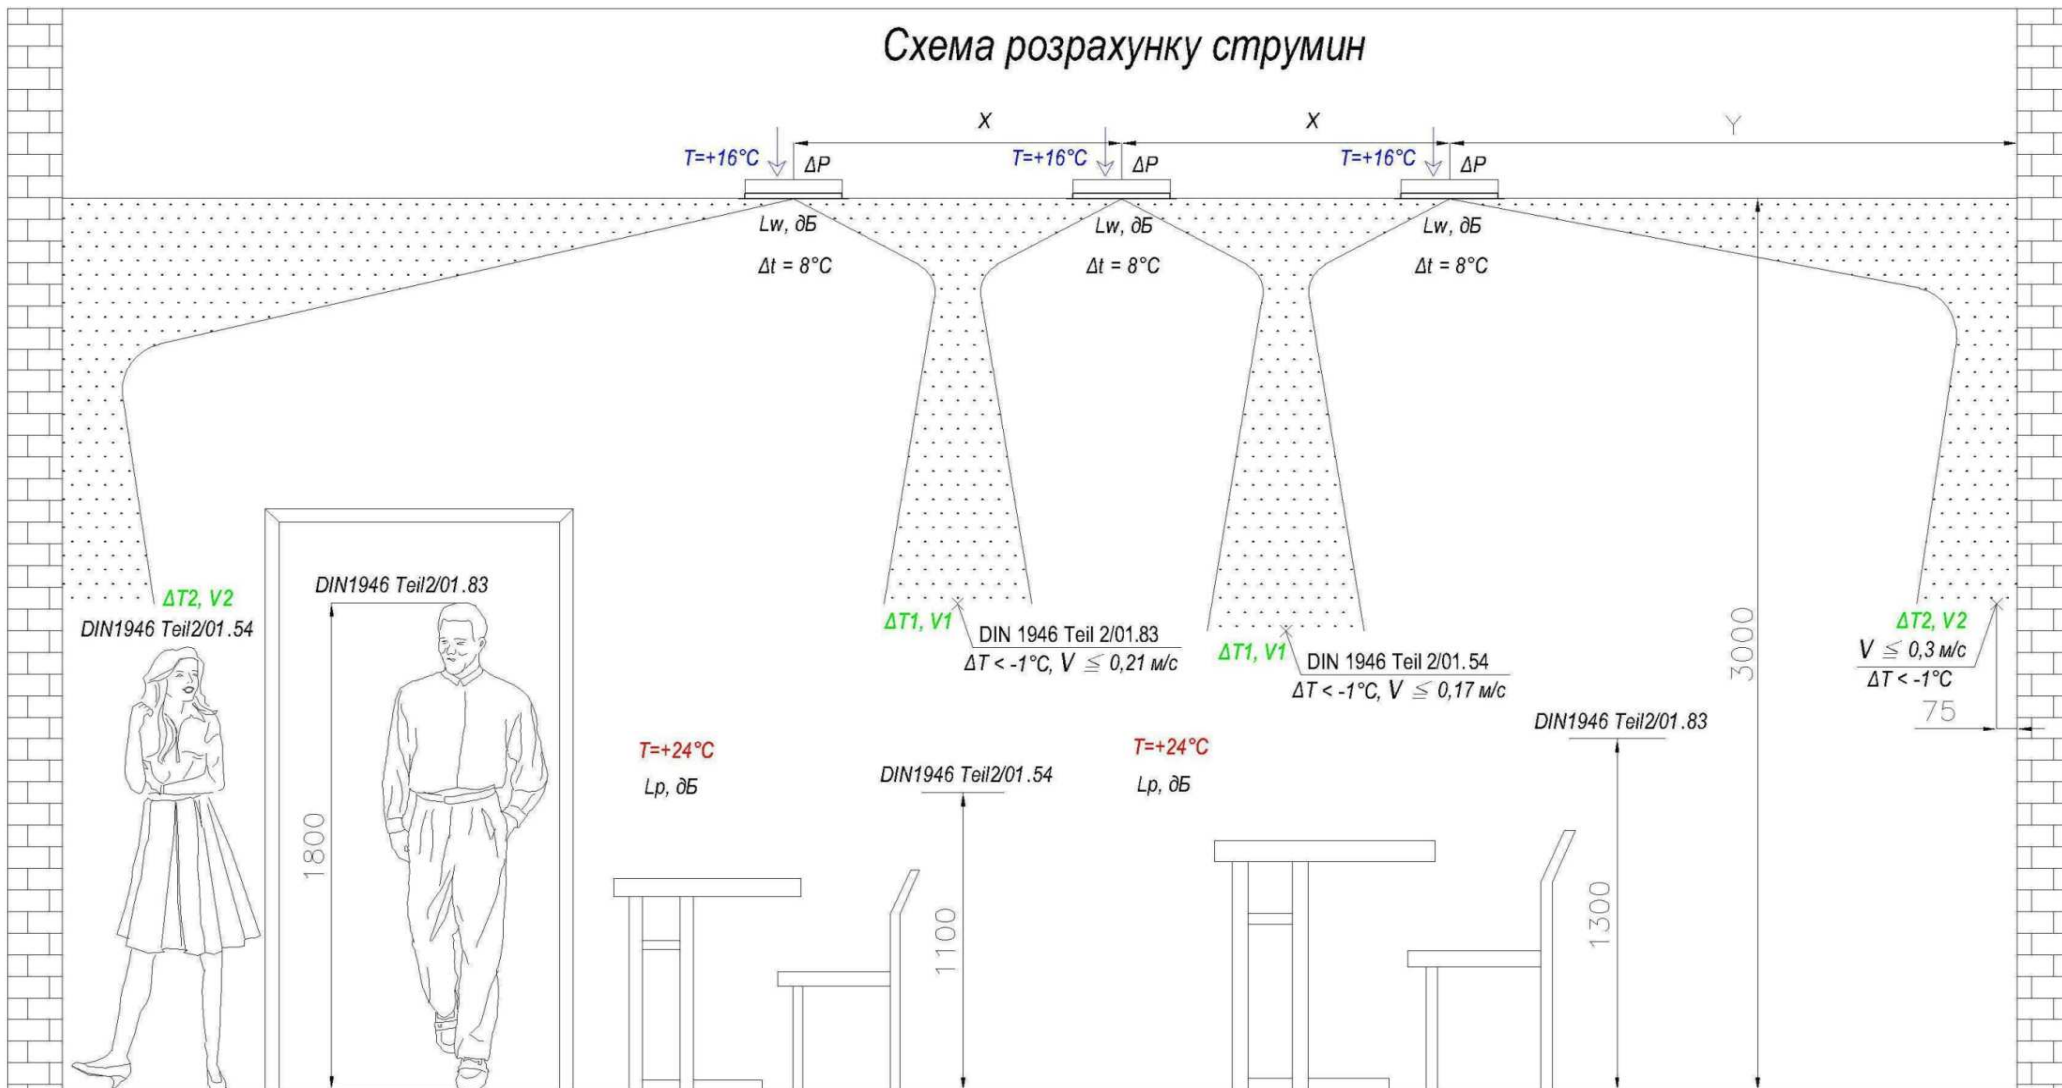 Схема розрахунку струмин
X
X
Y
T=+16°C
ΔP
T=+16°C
ΔP
T=+16°C
ΔP
Lw, дБ
Lw, дБ
Lw, дБ
Δt = 8°C
Δt = 8°C
Δt = 8°C
ΔT2, V2
DIN1946 Teil2/01.54
DIN1946 Teil2/01.83
ΔT1, V1
DIN 1946 Teil 2/01.83
ΔT < -1°C, V ≦ 0,21 м/с
ΔT1, V1
DIN 1946 Teil 2/01.54
ΔT < -1°C, V ≦ 0,17 м/с
3000
ΔT2, V2
V ≦ 0,3 м/с
ΔT < -1°C
75
DIN1946 Teil2/01.83
T=+24°C
Lp, дБ
DIN1946 Teil2/01.54
T=+24°C
Lp, дБ
1800
1100
1300